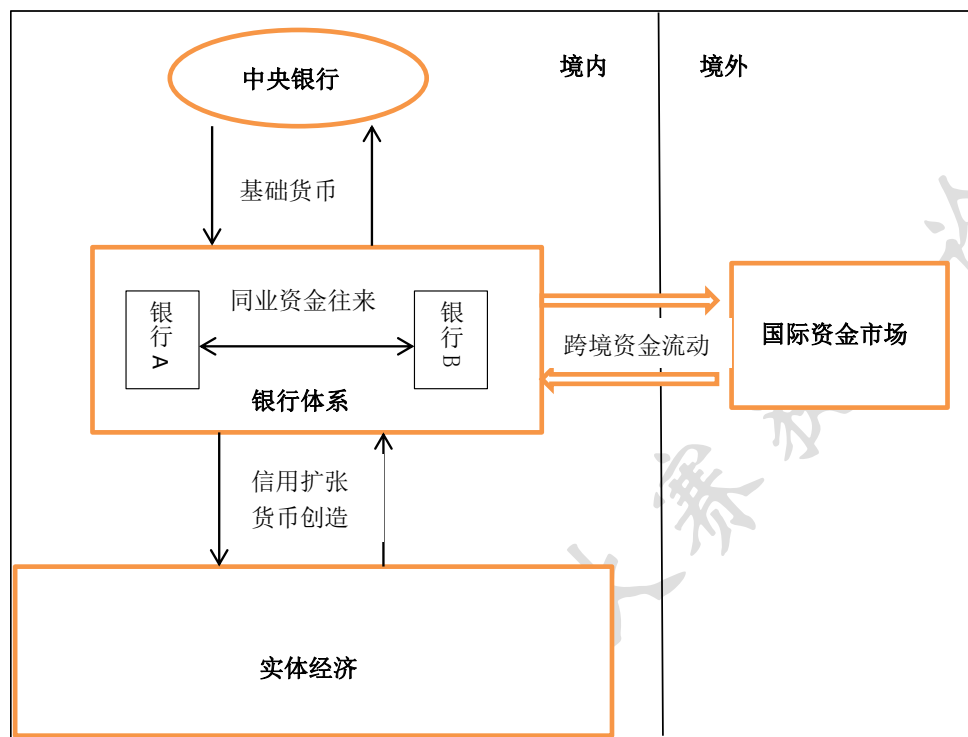 中央银行
境内
境外
基础货币
银行A
同业资金往来
银行B
银行体系
跨境资金流动
国际资金市场
信用扩张
货币创造
实体经济
大赛